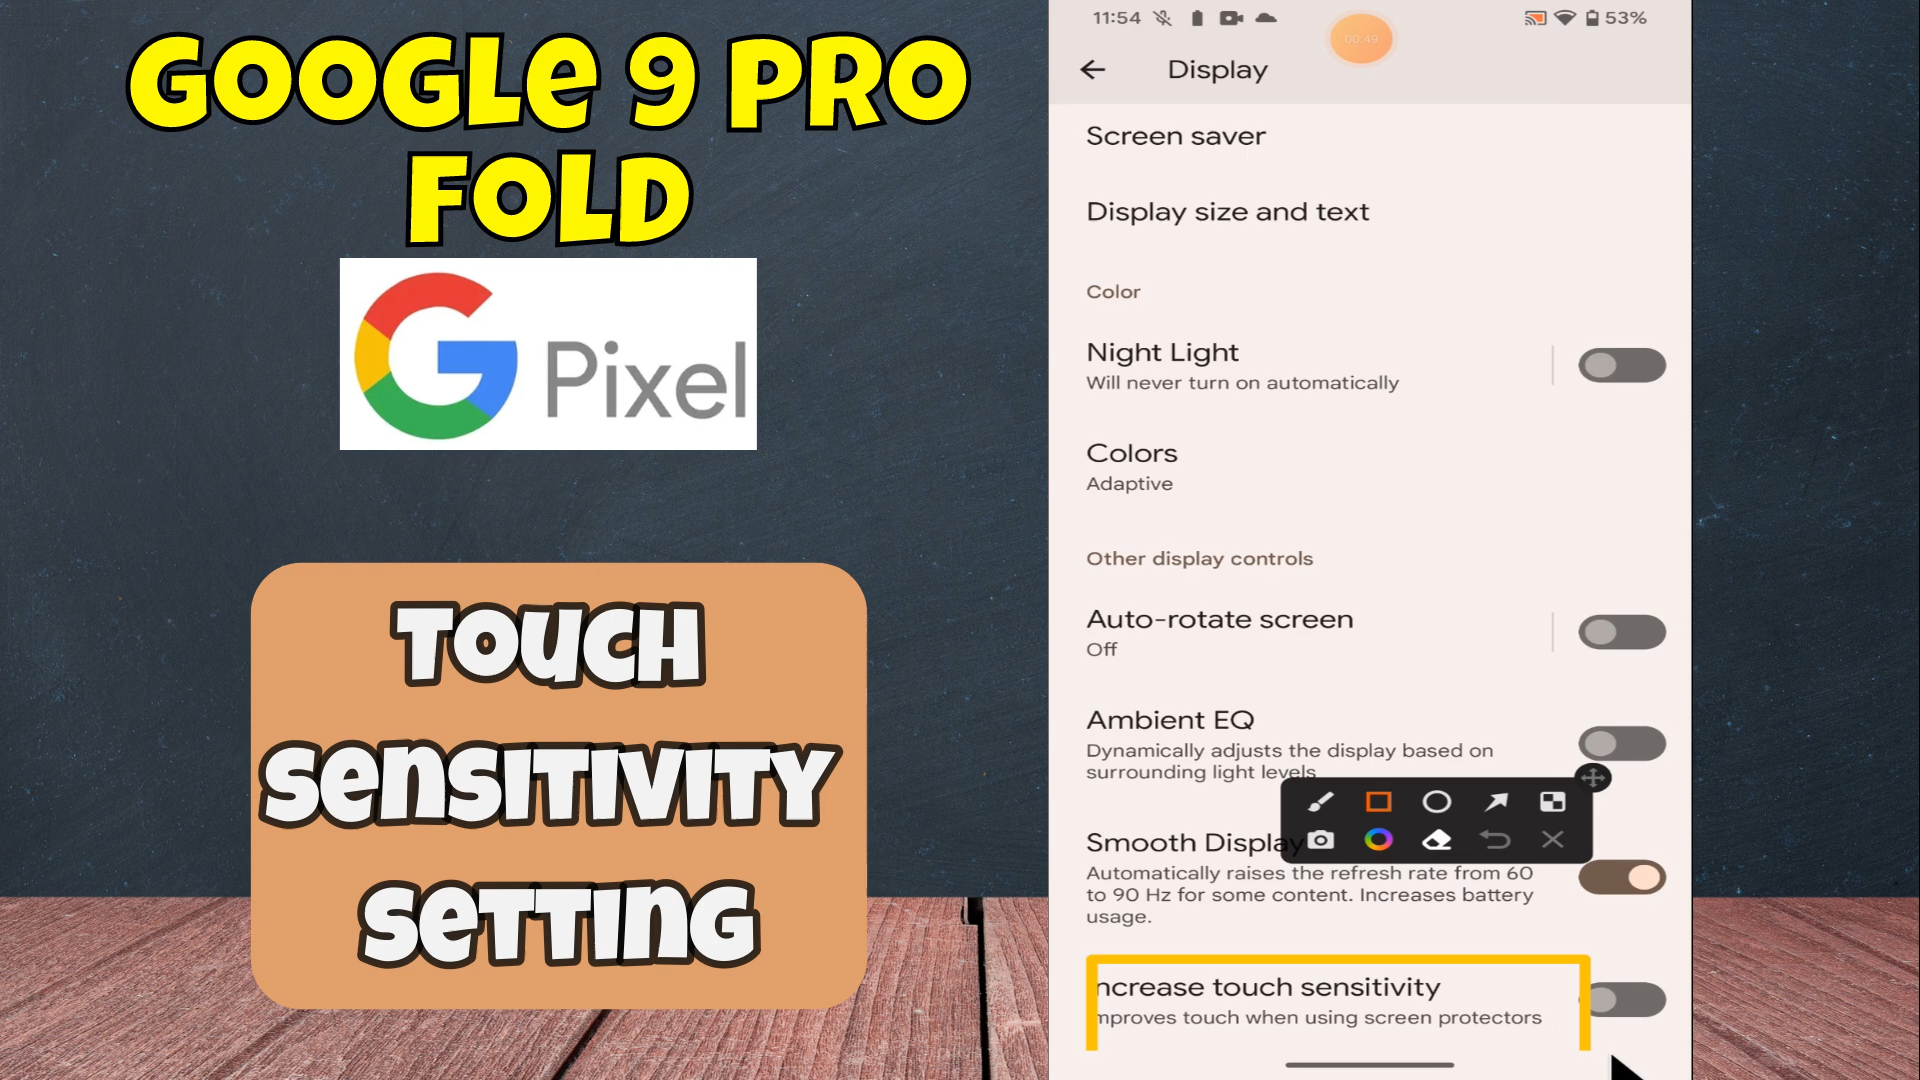 GOOGLe 9 PRO
FOLD
G Pixel
TOUCH
SENSITIVITY
SETTING
11:54
00:49
53%
Display
Screen saver
Display size and text
Color
Night Light
Will never turn on automatically
Colors
Adaptive
Other display controls
Auto-rotate screen
Off
Ambient EQ
Dynamically adjusts the display based on
surrounding light levels
Smooth Display
Automatically raises the refresh rate from 60
to 90 Hz for some content. Increases battery
usage.
ncrease touch sensitivity
mproves touch when using screen protectors